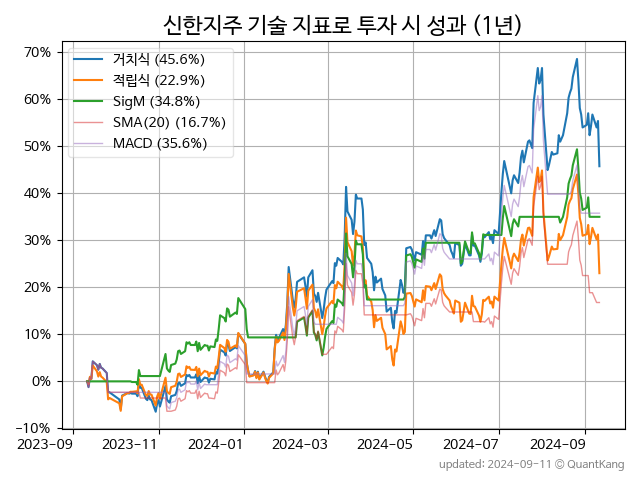 신한지주 기술 지표로 투자 시 성과 (1년)
거치식 (45.6%)
적립식 (22.9%)
SigM (34.8%)
SMA(20) (16.7%)
MACD (35.6%)
70%
60%
50%
40%
30%
20%
10%
0%
−10%
2023-09 2023-11 2024-01 2024-03 2024-05 2024-07 2024-09
updated: 2024-09-11 ⓒ QuantKang